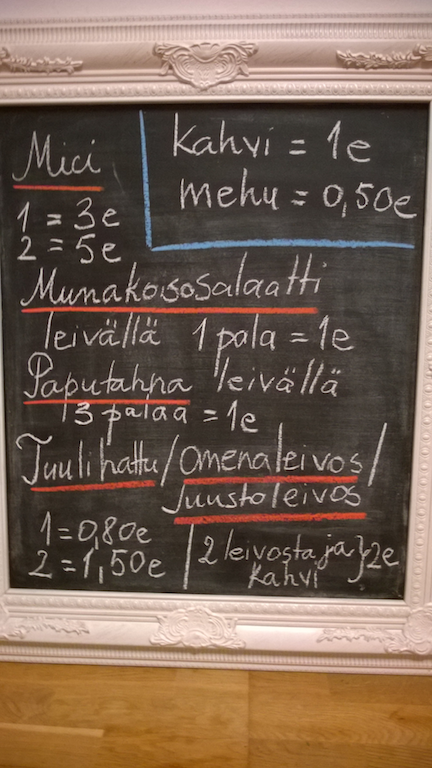 Mici
1 = 3e
2 = 5e
kahvi = 1e
mehu = 0,50e
Munakoisosalaatti
leivällä 1 pala = 1e
Paputahna leivällä
3 palaa = 1e
Tuulihattu / Omenaleivos /
Juustoleivos
1 = 0,80e
2 = 1,50e
2 leivosta ja
kahvi } 2e